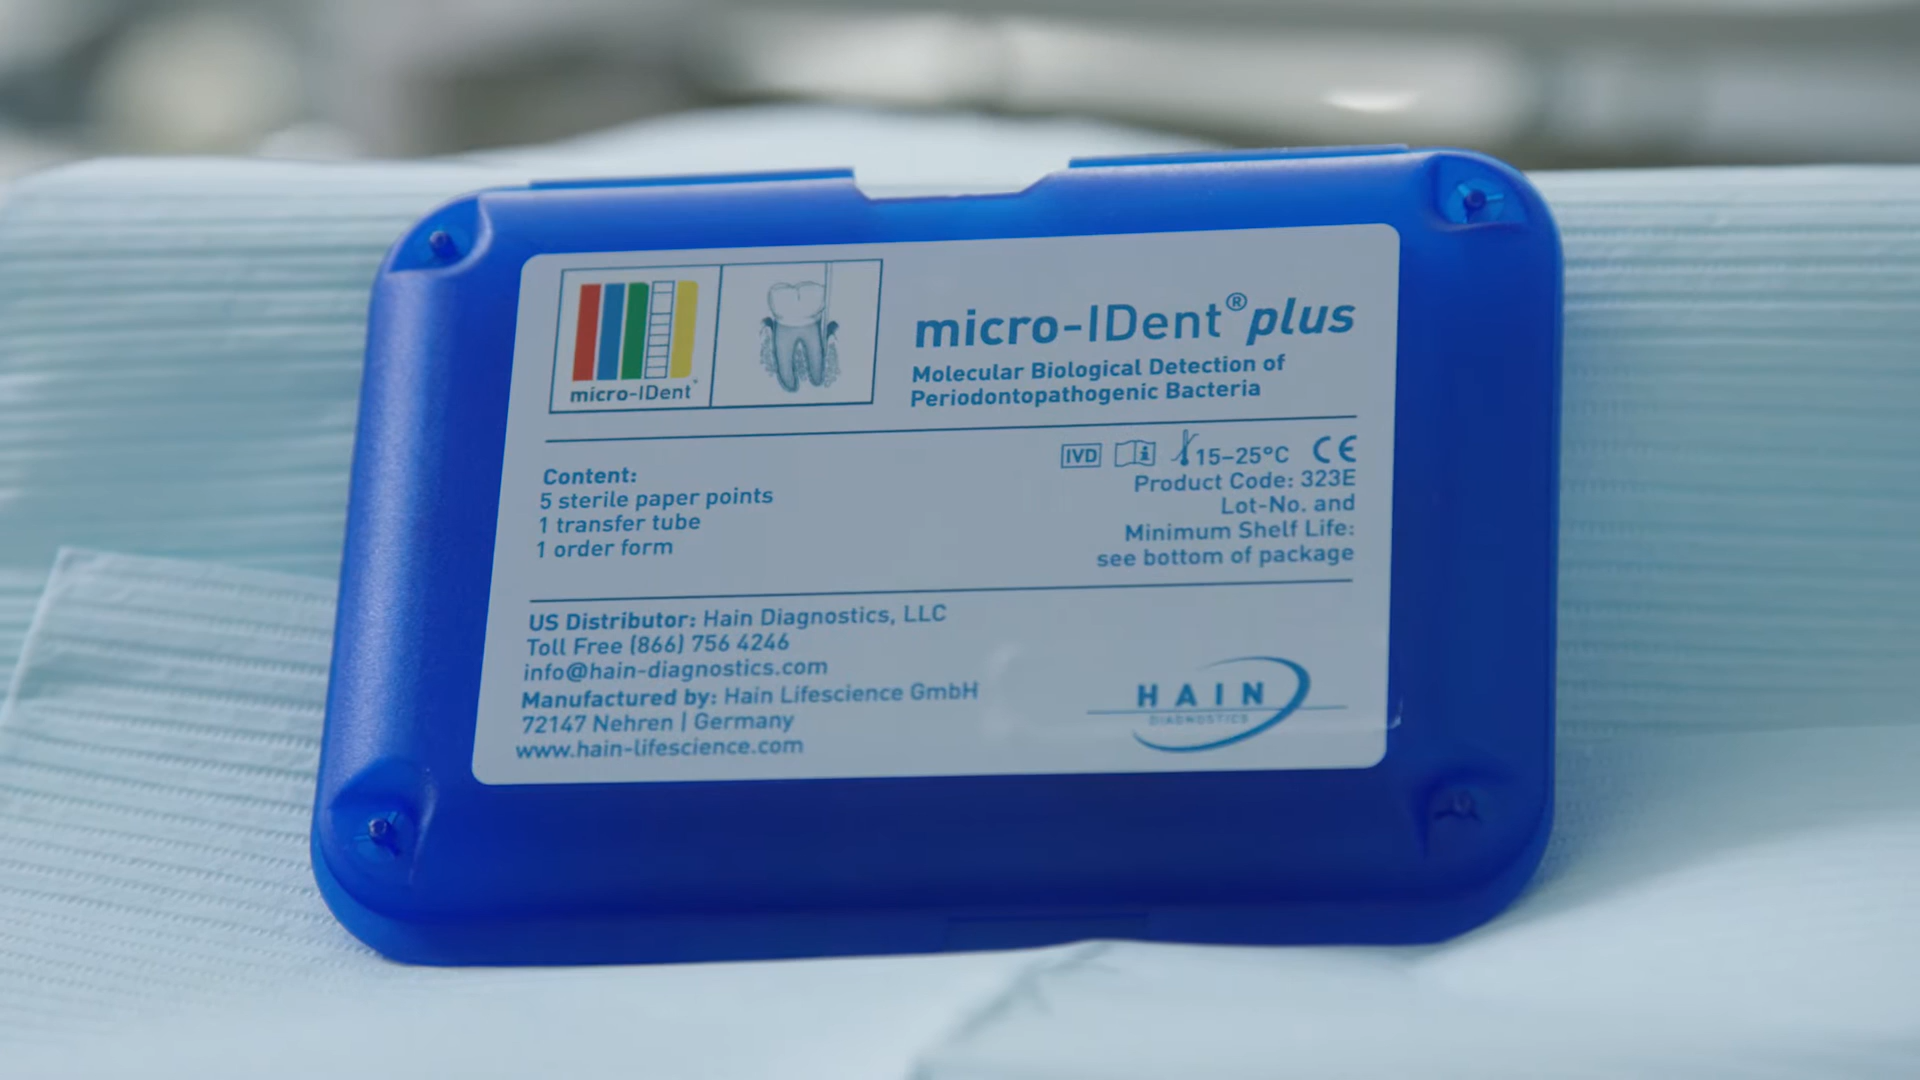 micro-IDent®
micro-IDent®plus
Molecular Biological Detection of
Periodontopathogenic Bacteria
Content:
5 sterile paper points
1 transfer tube
1 order form
IVD i 15–25°C CE
Product Code: 323E
Lot-No. and
Minimum Shelf Life:
see bottom of package
US Distributor: Hain Diagnostics, LLC
Toll Free (866) 756 4246
info@hain-diagnostics.com
Manufactured by: Hain Lifescience GmbH
72147 Nehren | Germany
www.hain-lifescience.com
HAIN
DIAGNOSTICS